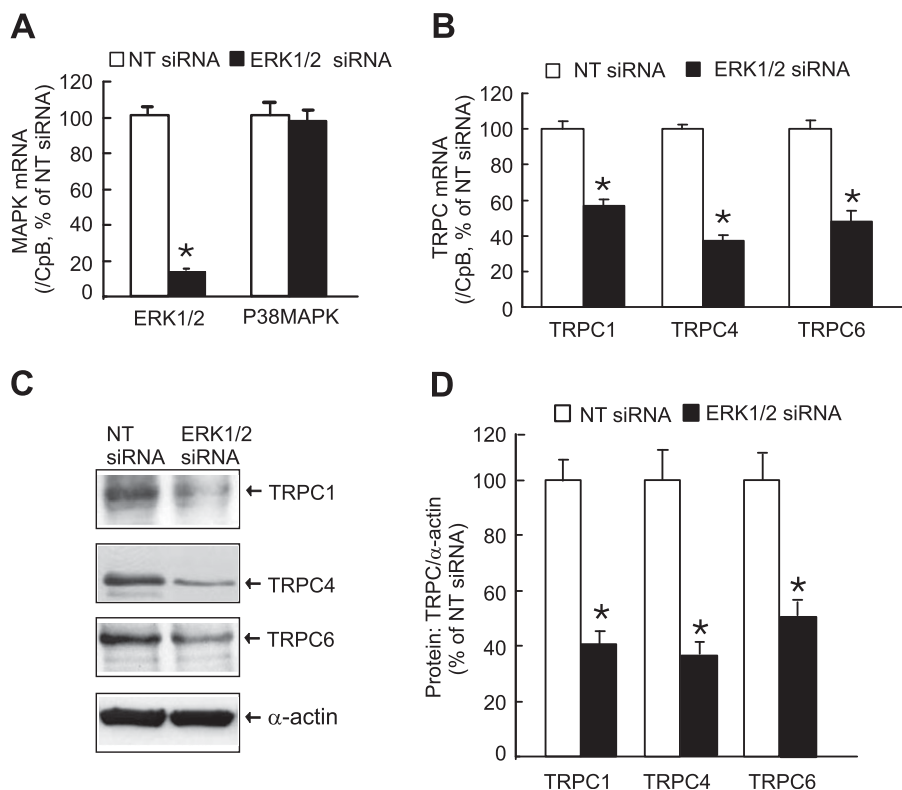 A
NT siRNA ERK1/2 siRNA
MAPK mRNA
(/CpB, % of NT siRNA)
120
100
80
60
40
20
0
*
ERK1/2 P38MAPK
B
NT siRNA ERK1/2 siRNA
TRPC mRNA
(/CpB, % of NT siRNA)
120
100
80
60
40
20
0
* * *
TRPC1 TRPC4 TRPC6
C
NT ERK1/2
siRNA siRNA
← TRPC1
← TRPC4
← TRPC6
← α-actin
D
NT siRNA ERK1/2 siRNA
Protein: TRPC/α-actin
(% of NT siRNA)
120
100
80
60
40
20
0
* * *
TRPC1 TRPC4 TRPC6